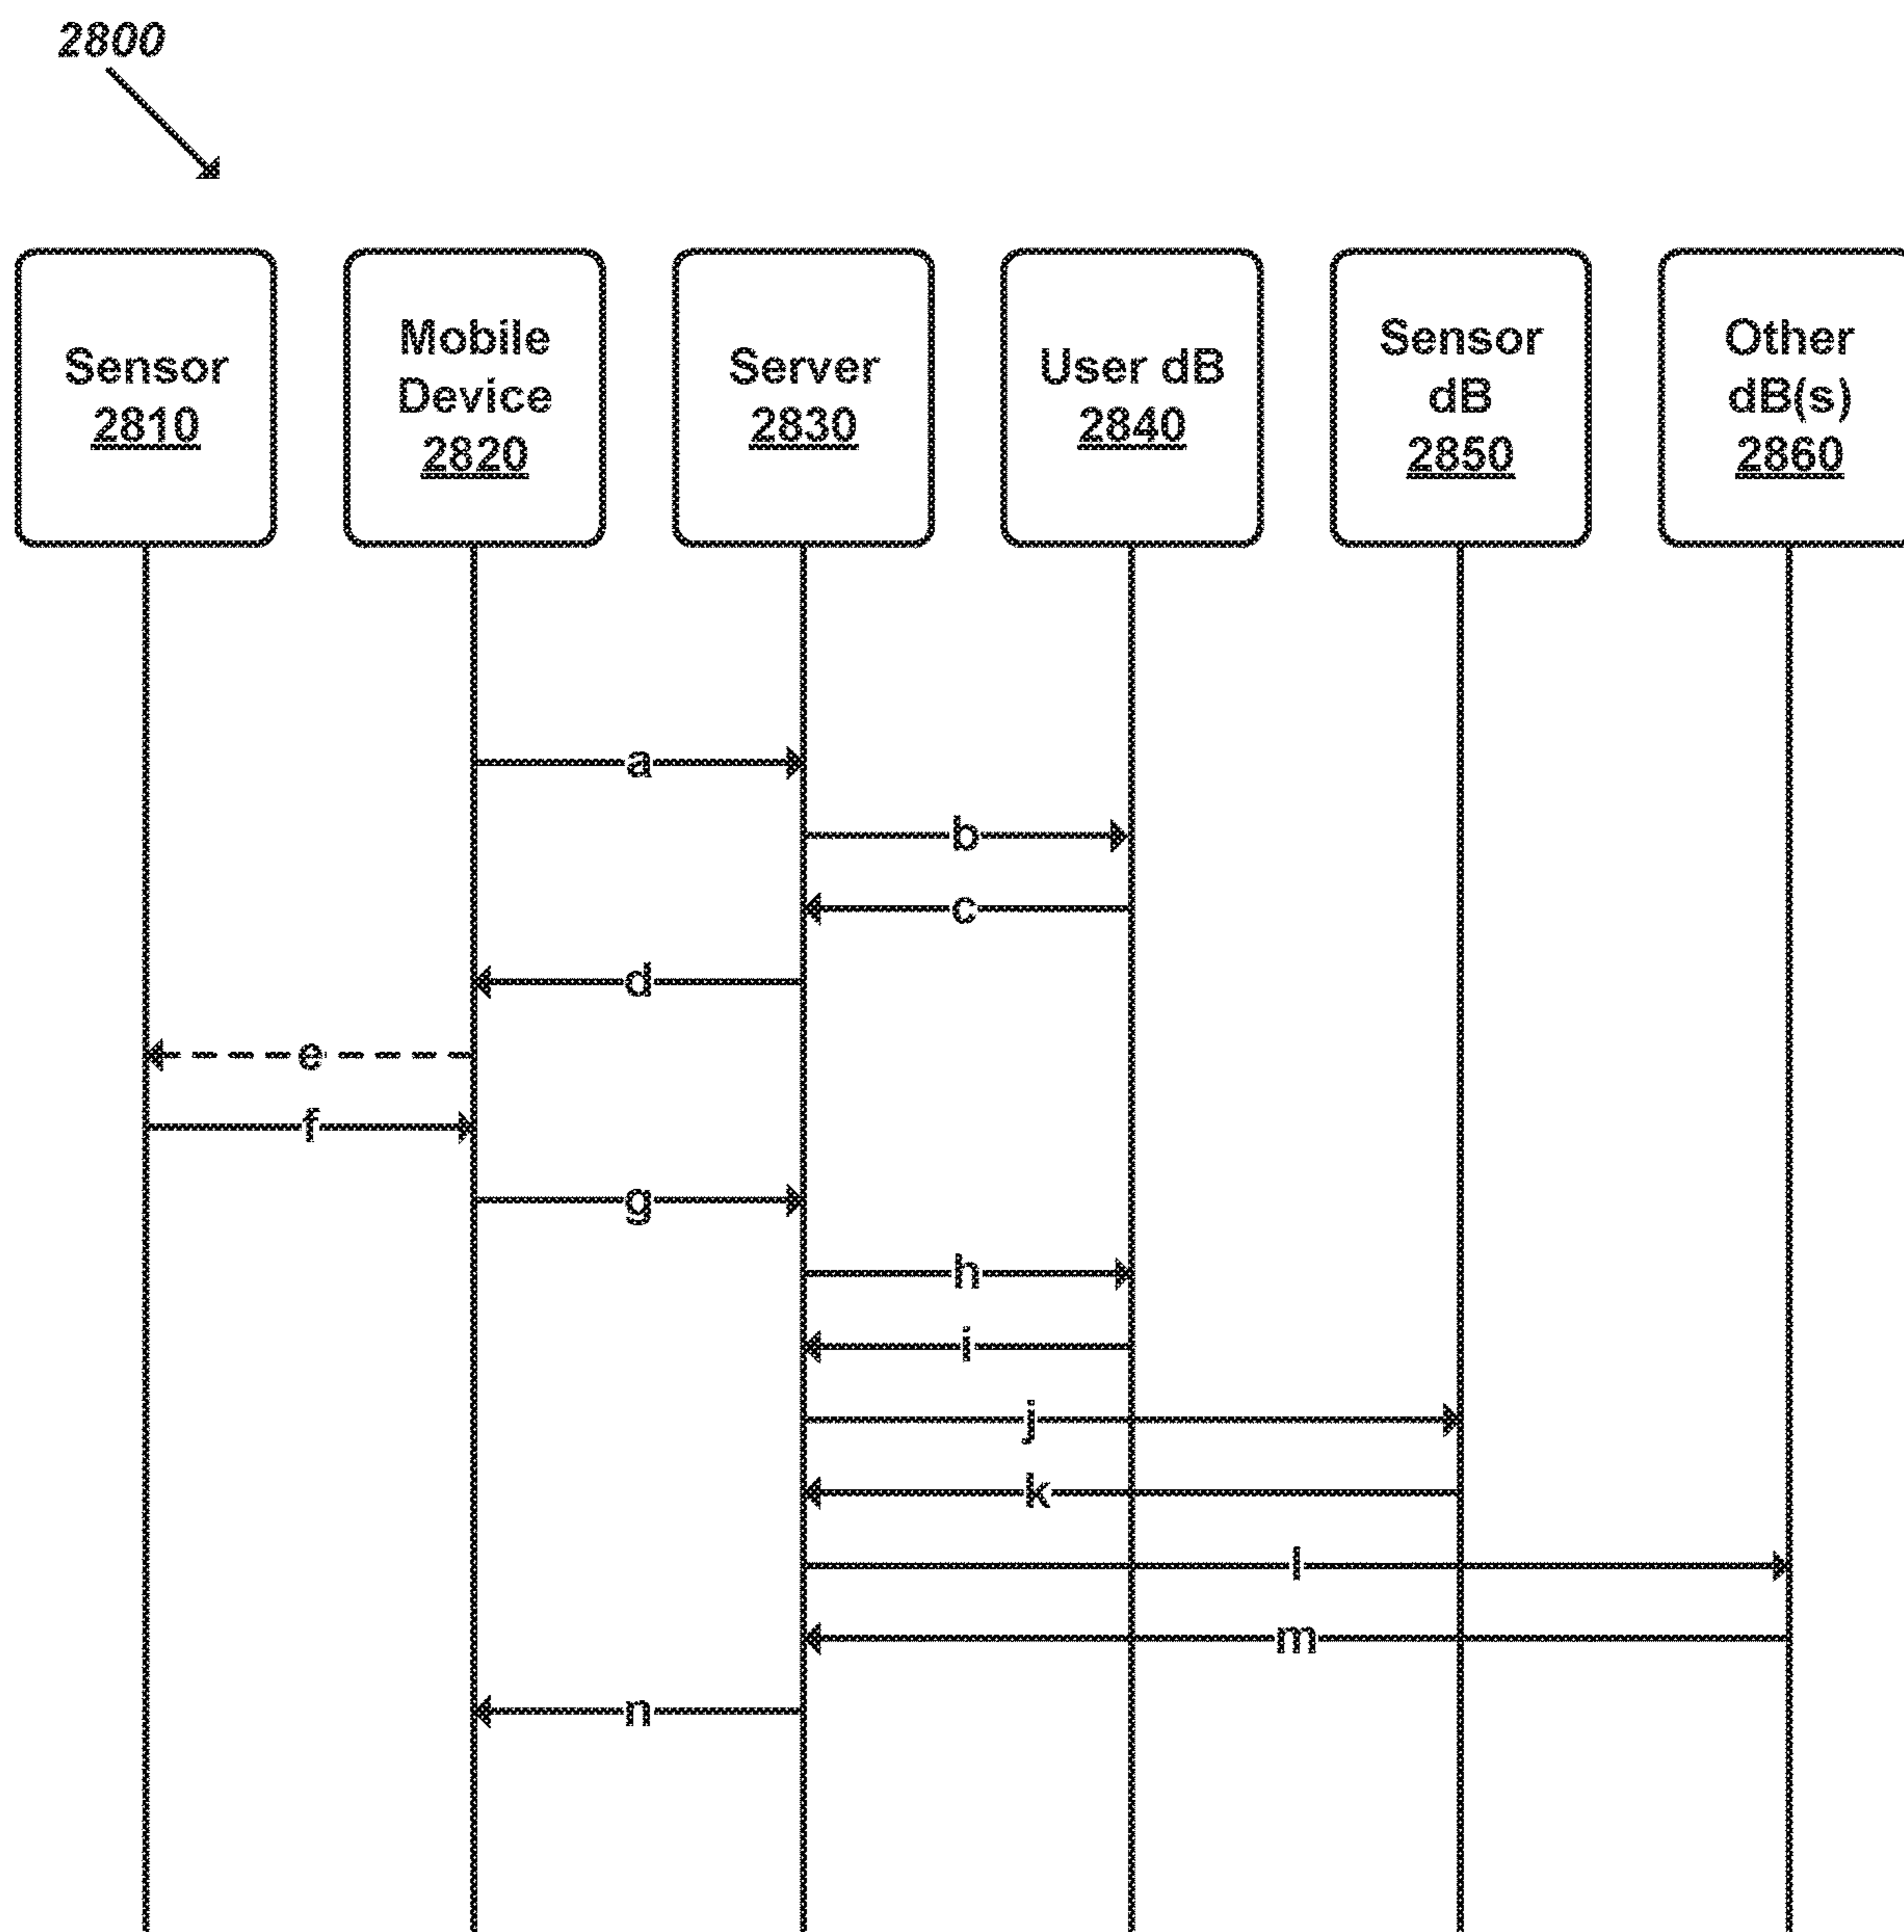 2800
Sensor
2810
Mobile
Device
2820
Server
2830
User dB
2840
Sensor
dB
2850
Other
dB(s)
2860
a
b
c
d
e
f
g
h
i
j
k
l
m
n